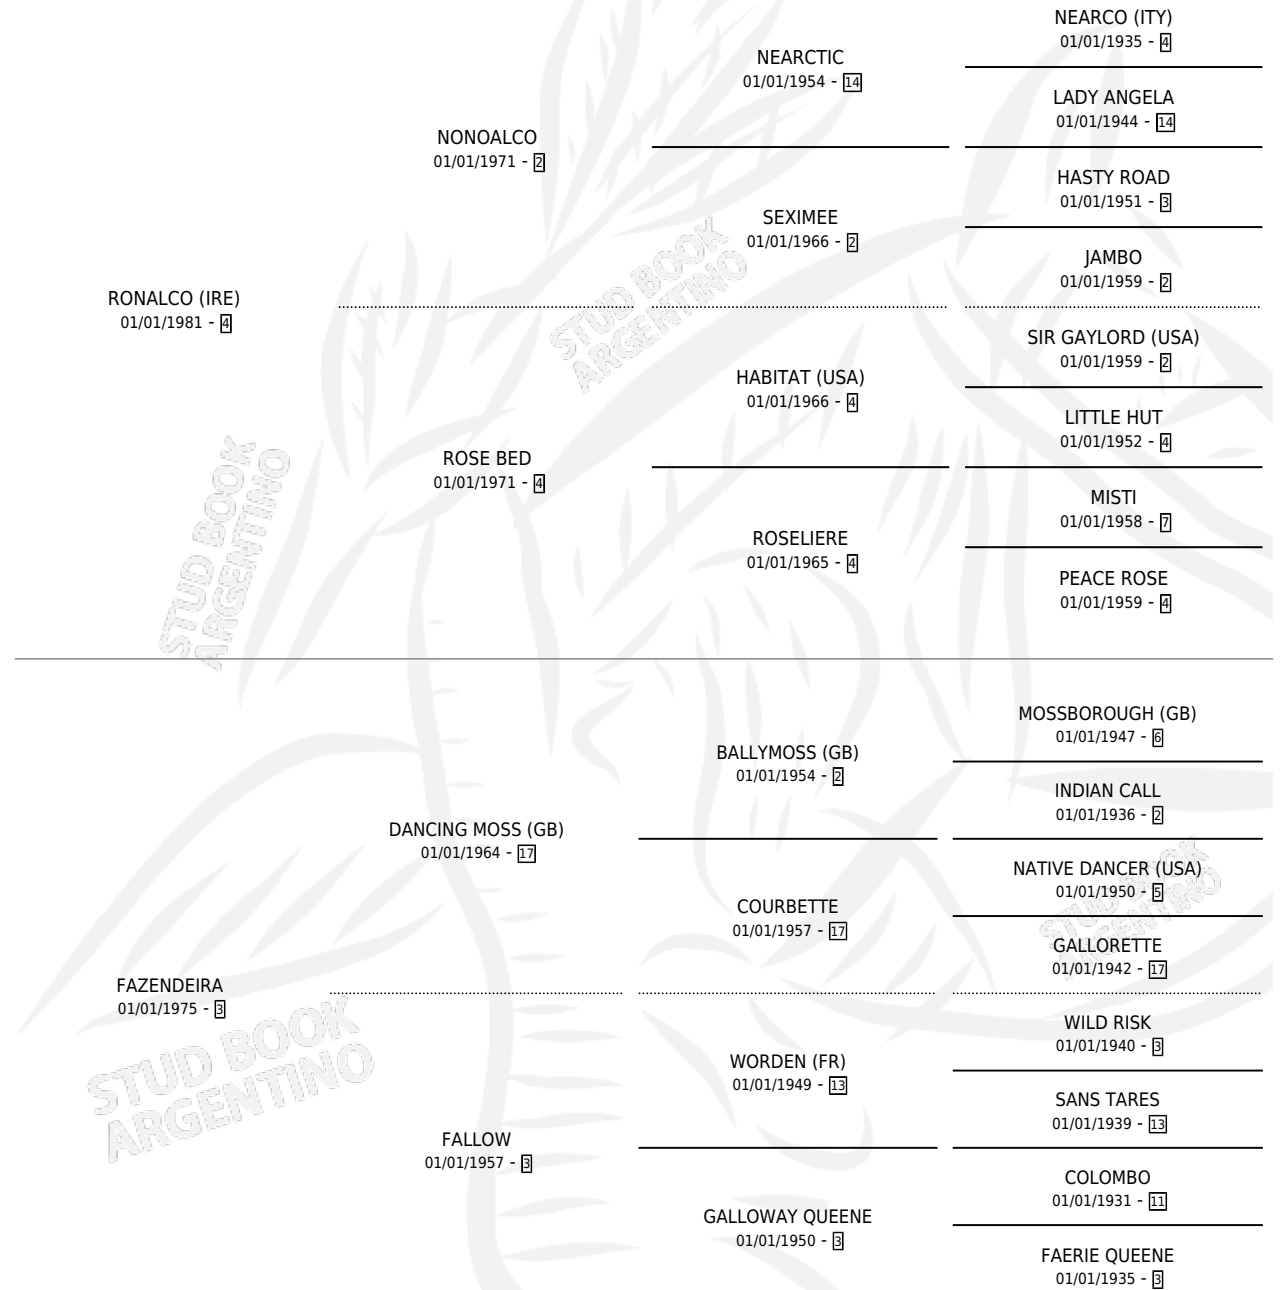 NEARCO (ITY)
01/01/1935 - 4
NEARCTIC
01/01/1954 - 14
LADY ANGELA
01/01/1944 - 14
NONOALCO
01/01/1971 - 2
HASTY ROAD
01/01/1951 - 3
SEXIMEE
01/01/1966 - 2
JAMBO
01/01/1959 - 2
RONALCO (IRE)
01/01/1981 - 4
SIR GAYLORD (USA)
01/01/1959 - 2
HABITAT (USA)
01/01/1966 - 4
LITTLE HUT
01/01/1952 - 4
ROSE BED
01/01/1971 - 4
MISTI
01/01/1958 - 7
ROSELIERE
01/01/1965 - 4
PEACE ROSE
01/01/1959 - 4
STUD BOOK
ARGENTINO
STUD BOOK
ARGENTINO
MOSSBOROUGH (GB)
01/01/1947 - 6
BALLYMOSS (GB)
01/01/1954 - 2
INDIAN CALL
01/01/1936 - 2
DANCING MOSS (GB)
01/01/1964 - 17
NATIVE DANCER (USA)
01/01/1950 - 5
COURBETTE
01/01/1957 - 17
GALLORETTE
01/01/1942 - 17
FAZENDEIRA
01/01/1975 - 3
WILD RISK
01/01/1940 - 3
WORDEN (FR)
01/01/1949 - 13
SANS TARES
01/01/1939 - 13
FALLOW
01/01/1957 - 3
COLOMBO
01/01/1931 - 11
GALLOWAY QUEENE
01/01/1950 - 3
FAERIE QUEENE
01/01/1935 - 3
STUD BOOK
ARGENTINO
STUD BOOK
ARGENTINO